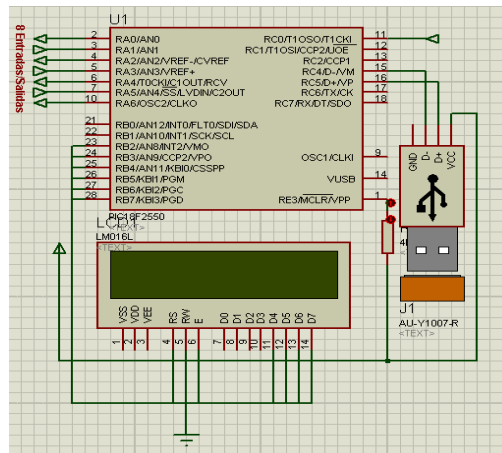 8 Entradas/Salidas
U1
2 RA0/AN0
3 RA1/AN1
4 RA2/AN2/VREF-/CVREF
5 RA3/AN3/VREF+
6 RA4/T0CKI/C1OUT/RCV
7 RA5/AN4/SS/LVDIN/C2OUT
10 RA6/OSC2/CLKO
21 RB0/AN12/INT0/FLT0/SDI/SDA
22 RB1/AN10/INT1/SCK/SCL
23 RB2/AN8/INT2/VMO
24 RB3/AN9/CCP2/VPO
25 RB4/AN11/KBI0/CSSPP
26 RB5/KBI1/PGM
27 RB6/KBI2/PGC
28 RB7/KBI3/PGD
RC0/T1OSO/T1CKI 11
RC1/T1OSI/CCP2/UOE 12
RC2/CCP1 13
RC4/D-/VM 15
RC5/D+/VP 16
RC6/TX/CK 17
RC7/RX/DT/SDO 18
OSC1/CLKI 9
VUSB 14
RE3/MCLR/VPP 1
PIC18F2550
<TEXT>
LCD1
LM016L
<TEXT>
VSS VDD VEE RS RW E D0 D1 D2 D3 D4 D5 D6 D7
1 2 3 4 5 6 7 8 9 10 11 12 13 14
GND D- D+ VCC
J1
AU-Y1007-R
<TEXT>